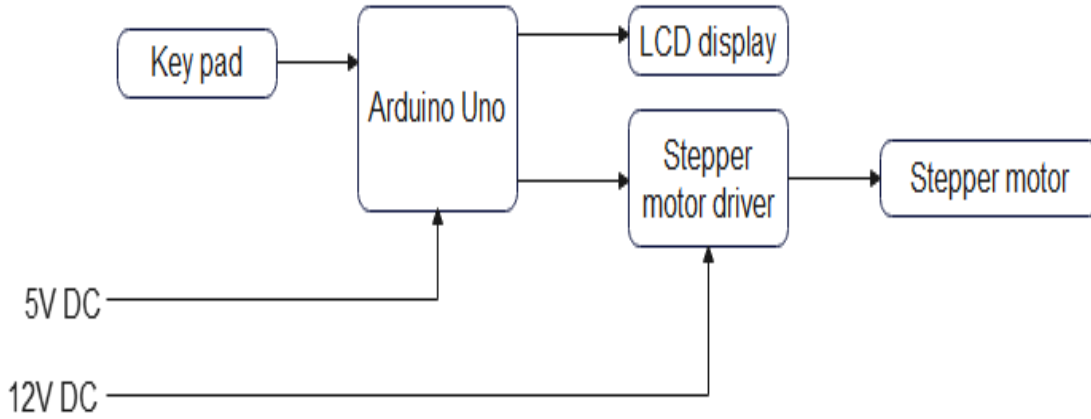 Key pad
Arduino Uno
LCD display
Stepper
motor driver
Stepper motor
5V DC
12V DC